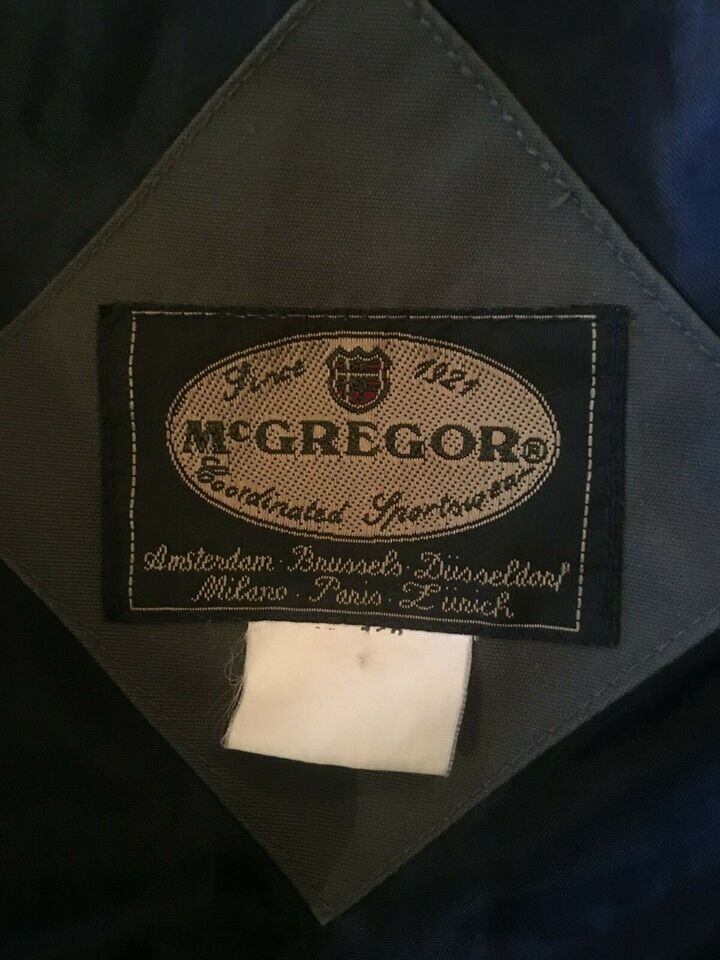 Since 1921
McGREGOR®
Coordinated Sportswear
Amsterdam · Brussels · Düsseldorf
Milano · Paris · Zürich